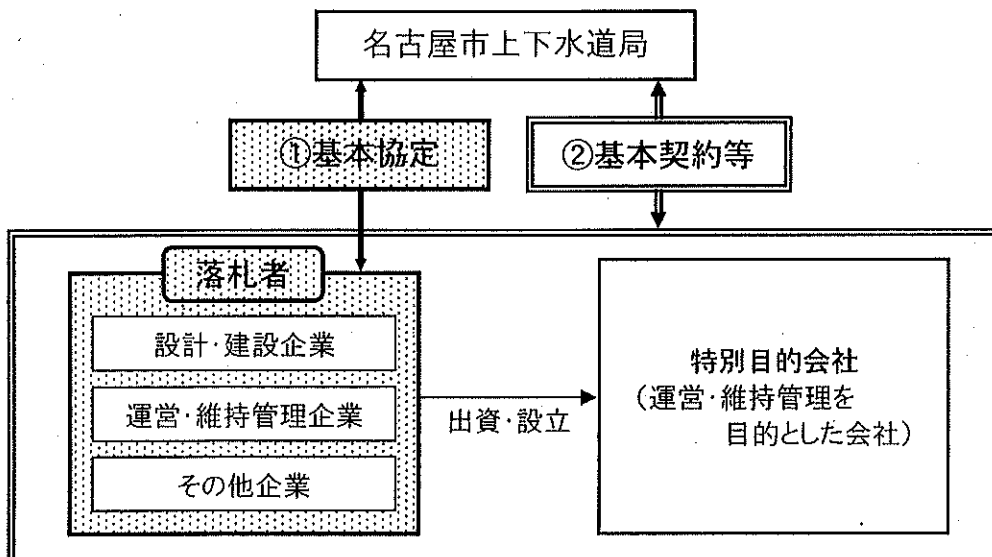 名古屋市上下水道局
①基本協定
②基本契約等
落札者
設計・建設企業
運営・維持管理企業
その他企業
出資・設立
特別目的会社
（運営・維持管理を
目的とした会社）